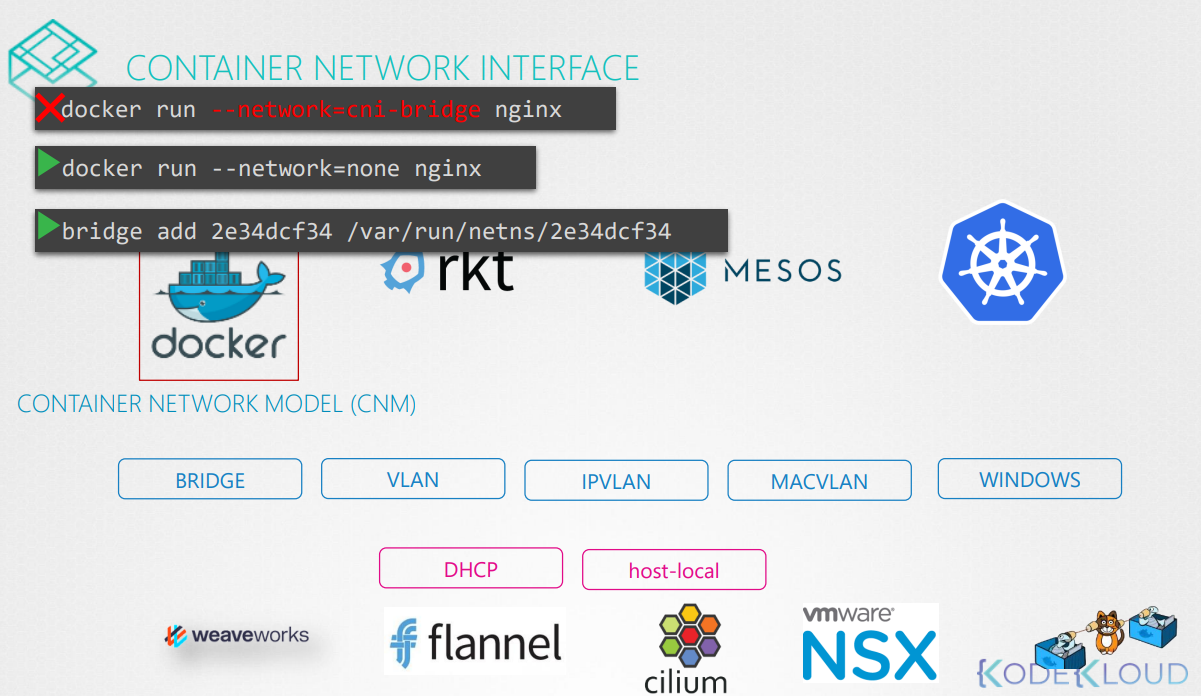 CONTAINER NETWORK INTERFACE
docker run --network=cni-bridge nginx
docker run --network=none nginx
bridge add 2e34dcf34 /var/run/netns/2e34dcf34
docker
rkt
MESOS
CONTAINER NETWORK MODEL (CNM)
BRIDGE
VLAN
IPVLAN
MACVLAN
WINDOWS
DHCP
host-local
weaveworks
flannel
cilium
vmware®
NSX
KODEKLOUD